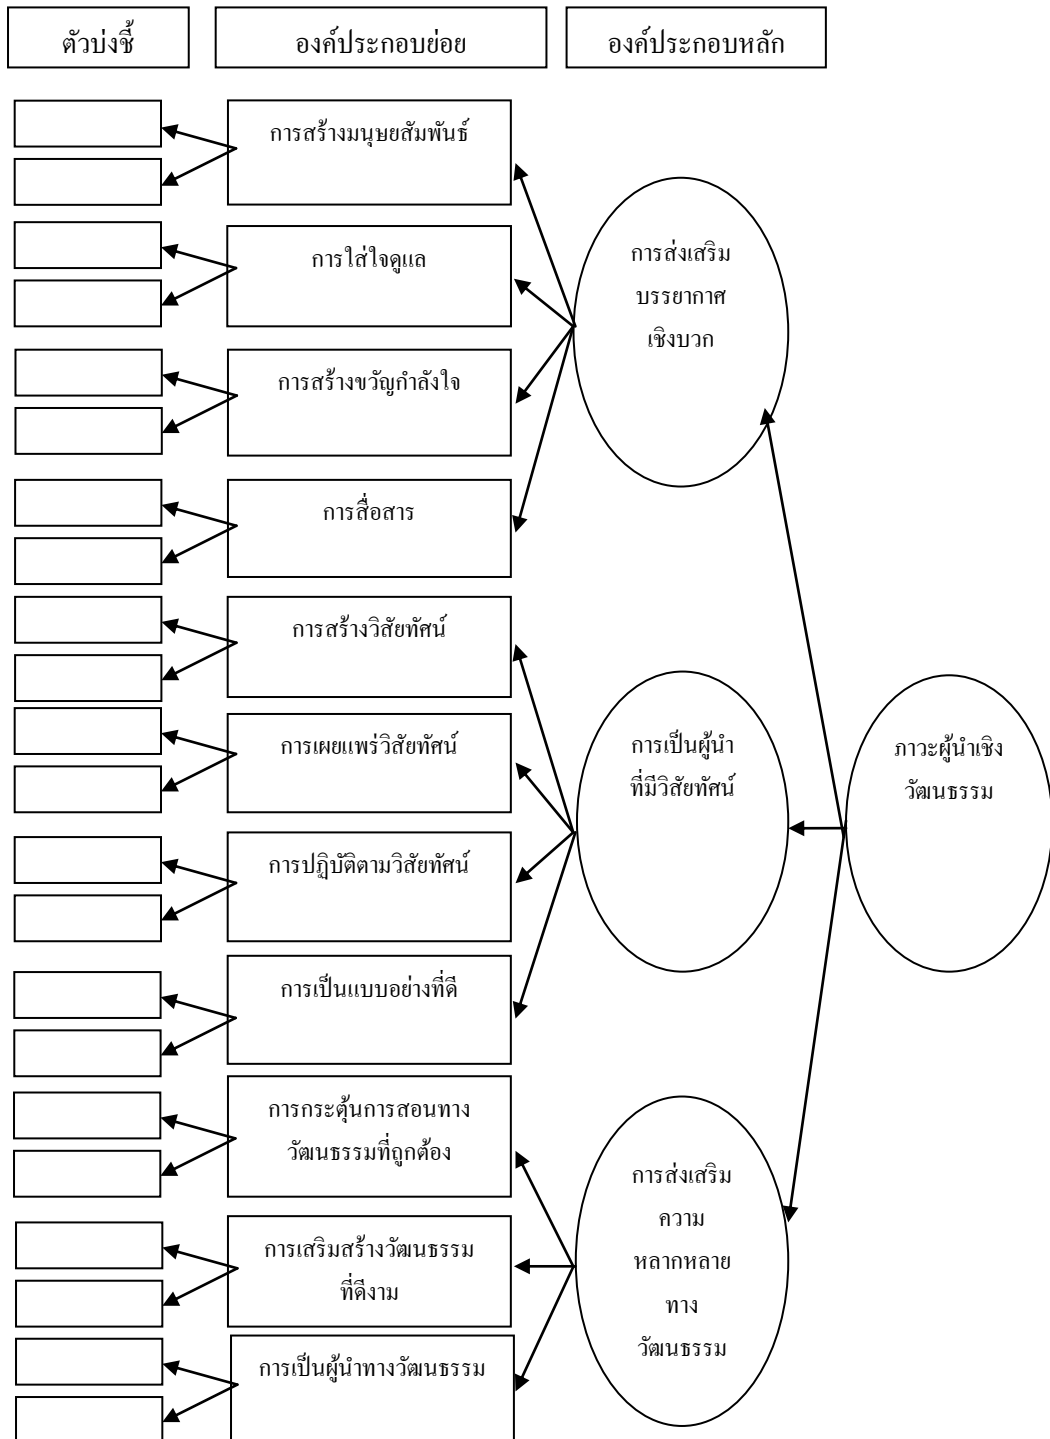 ตัวบ่งชี้
องค์ประกอบย่อย
องค์ประกอบหลัก
การสร้างมนุษยสัมพันธ์
การใส่ใจดูแล
การสร้างขวัญกำลังใจ
การสื่อสาร
การส่งเสริม
บรรยากาศ
เชิงบวก
การสร้างวิสัยทัศน์
การเผยแพร่วิสัยทัศน์
การปฏิบัติตามวิสัยทัศน์
การเป็นแบบอย่างที่ดี
การเป็นผู้นำ
ที่มีวิสัยทัศน์
ภาวะผู้นำเชิง
วัฒนธรรม
การกระตุ้นการสอนทาง
วัฒนธรรมที่ถูกต้อง
การเสริมสร้างวัฒนธรรม
ที่ดีงาม
การเป็นผู้นำทางวัฒนธรรม
การส่งเสริม
ความ
หลากหลาย
ทาง
วัฒนธรรม